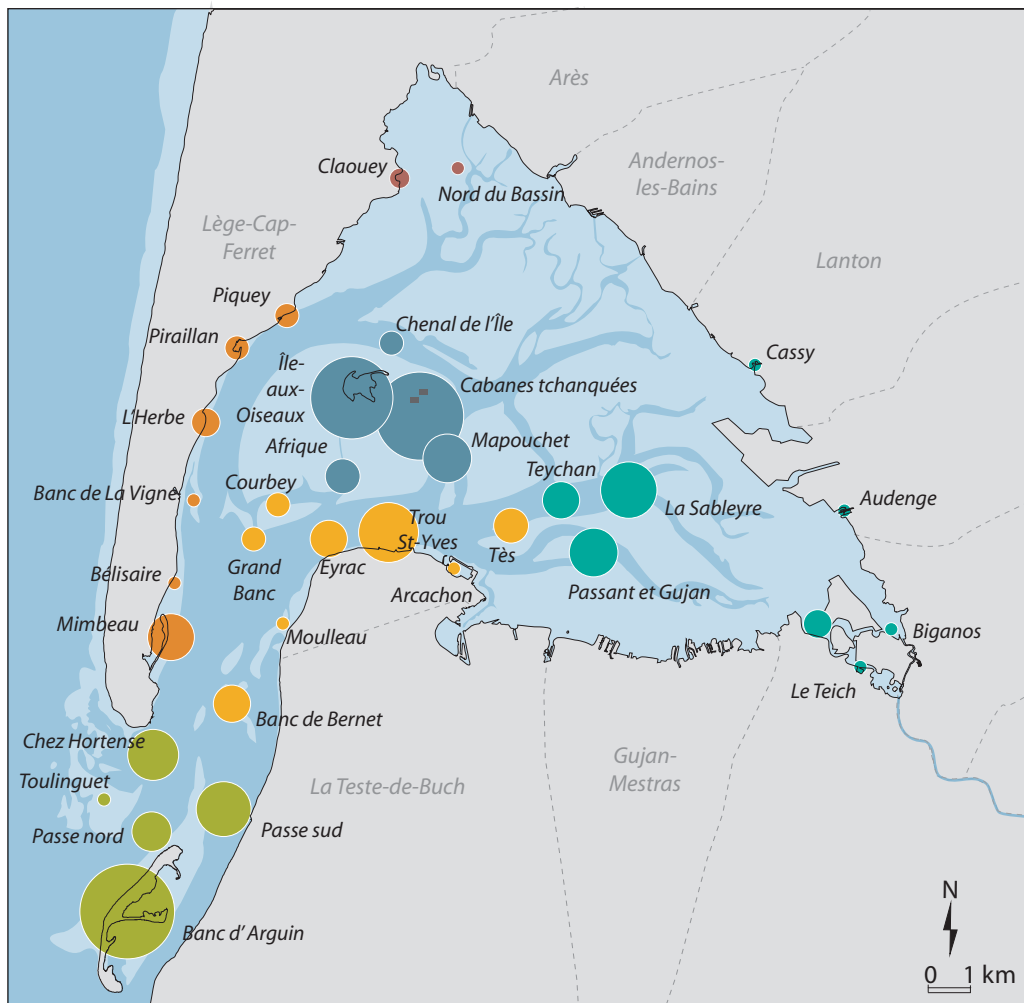 Arès
Andernos-
les-Bains
Claouey
Nord du Bassin
Lège-Cap-
Ferret
Lanton
Piquey
Chenal de l'Île
Piraillan
Cassy
Île-
aux-
Oiseaux
Cabanes tchanquées
L'Herbe
Afrique
Mapouchet
Teychan
Banc de La Vigne
Courbey
La Sableyre
Audenge
Trou
St-Yves
Grand
Banc
Eyrac
Tès
Bélisaire
Arcachon
Passant et Gujan
Mimbeau
Moulleau
Biganos
Le Teich
Banc de Bernet
Chez Hortense
Toulinguet
La Teste-de-Buch
Gujan-
Mestras
Passe nord
Passe sud
Banc d' Arguin
N
0 1 km